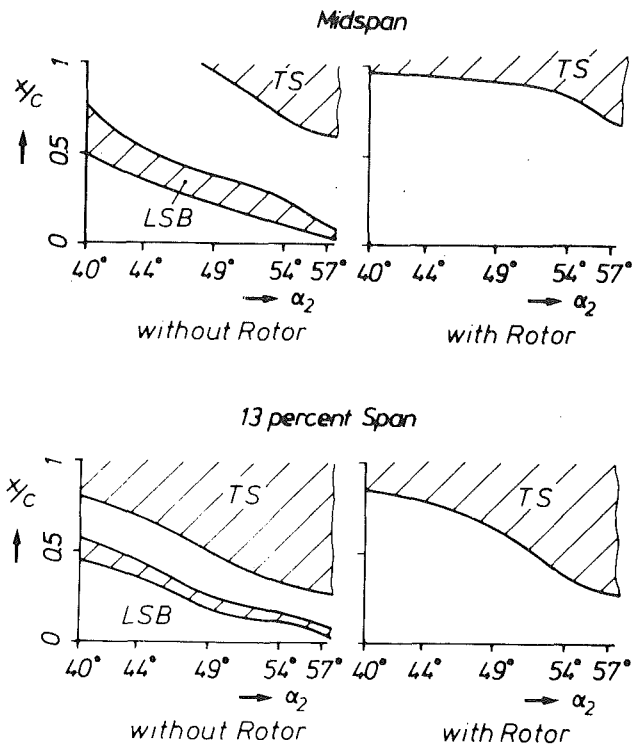 Midspan
x/c
1
0.5
0
TS
LSB
40° 44° 49° 54° 57°
α₂
without Rotor
TS
40° 44° 49° 54° 57°
α₂
with Rotor
13 percent Span
x/c
1
0.5
0
TS
LSB
40° 44° 49° 54° 57°
α₂
without Rotor
TS
40° 44° 49° 54° 57°
α₂
with Rotor